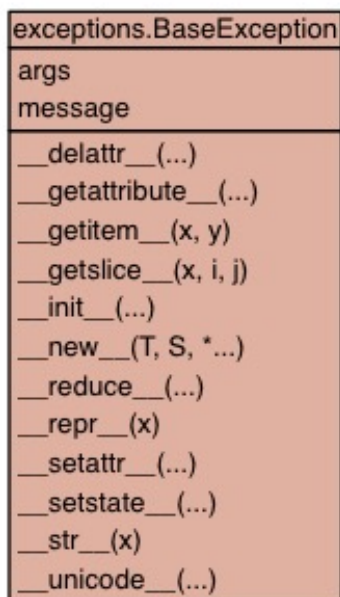 exceptions.BaseException
args
message
__delattr__(...)
__getattribute__(...)
__getitem__(x, y)
__getslice__(x, i, j)
__init__(...)
__new__(T, S, *...)
__reduce__(...)
__repr__(x)
__setattr__(...)
__setstate__(...)
__str__(x)
__unicode__(...)